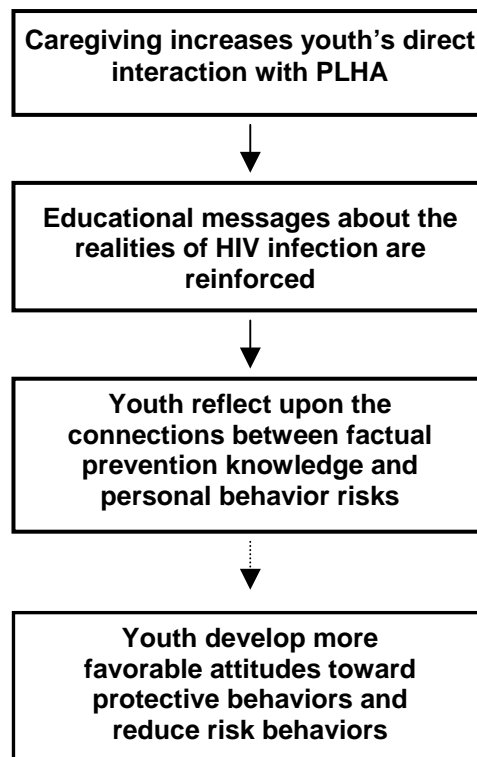 Caregiving increases youth's direct
interaction with PLHA
Educational messages about the
realities of HIV infection are
reinforced
Youth reflect upon the
connections between factual
prevention knowledge and
personal behavior risks
Youth develop more
favorable attitudes toward
protective behaviors and
reduce risk behaviors